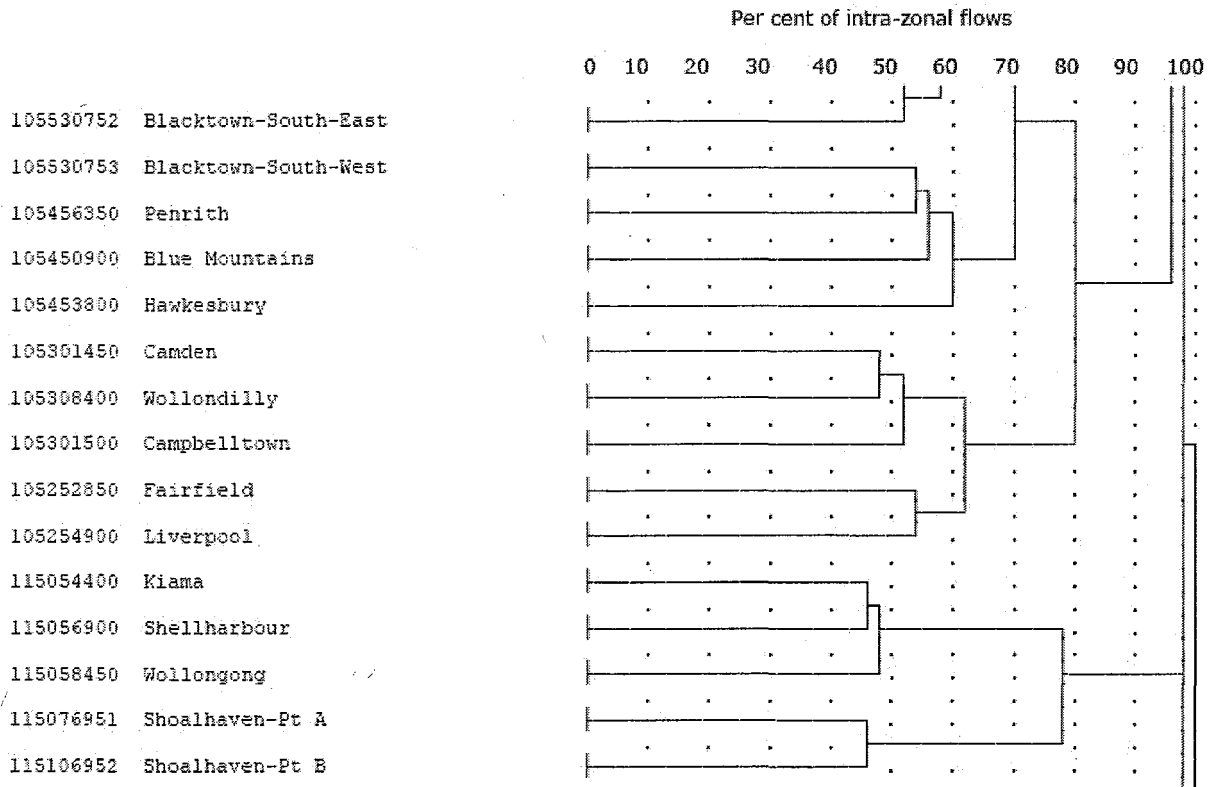 Per cent of intra-zonal flows
0 10 20 30 40 50 60 70 80 90 100
105530752 Blacktown-South-East
105530753 Blacktown-South-West
105456350 Penrith
105450900 Blue Mountains
105453800 Hawkesbury
105301450 Camden
105308400 Wollondilly
105301500 Campbelltown
105252850 Fairfield
105254900 Liverpool
115054400 Kiama
115056900 Shellharbour
115058450 Wollongong
115076951 Shoalhaven-Pt A
115106952 Shoalhaven-Pt B